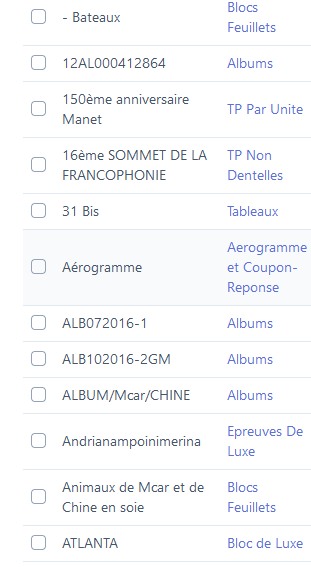 - Bateaux
Blocs
Feuillets
12AL000412864
Albums
150ème anniversaire
Manet
TP Par Unite
16ème SOMMET DE LA
FRANCOPHONIE
TP Non
Dentelles
31 Bis
Tableaux
Aérogramme
Aerogramme
et Coupon-
Reponse
ALB072016-1
Albums
ALB102016-2GM
Albums
ALBUM/Mcar/CHINE
Albums
Andrianampoinimerina
Epreuves De
Luxe
Animaux de Mcar et de
Chine en soie
Blocs
Feuillets
ATLANTA
Bloc de Luxe